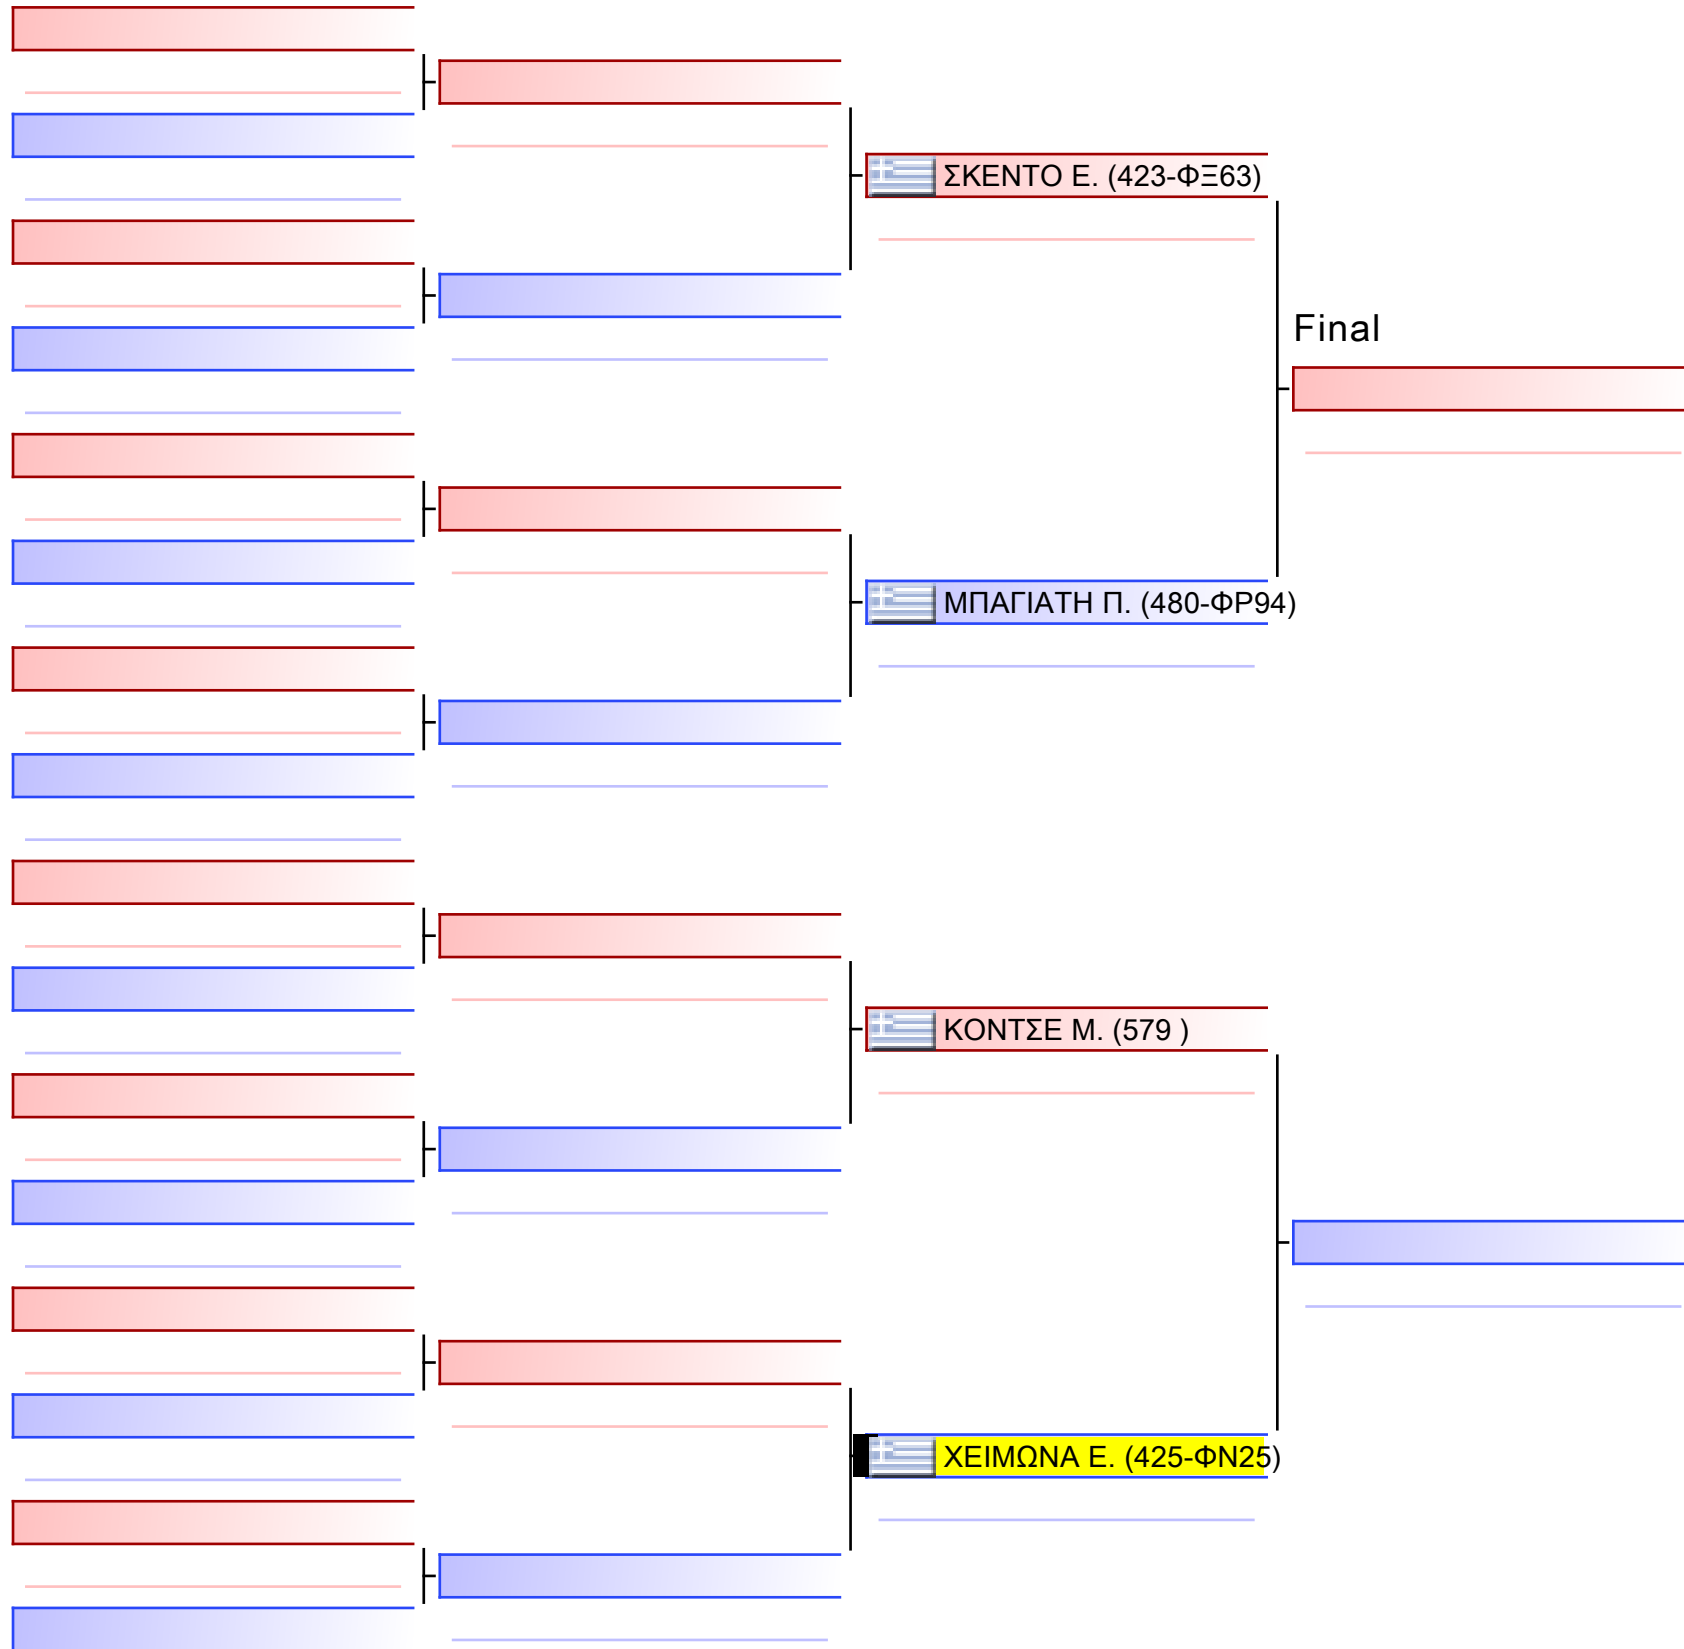 ΣΚΕΝΤΟ Ε. (423-ΦΞ63)
Final
ΜΠΑΓΙΑΤΗ Π. (480-ΦΡ94)
ΚΟΝΤΣΕ Μ. (579 )
ΧΕΙΜΩΝΑ Ε. (425-ΦΝ25)